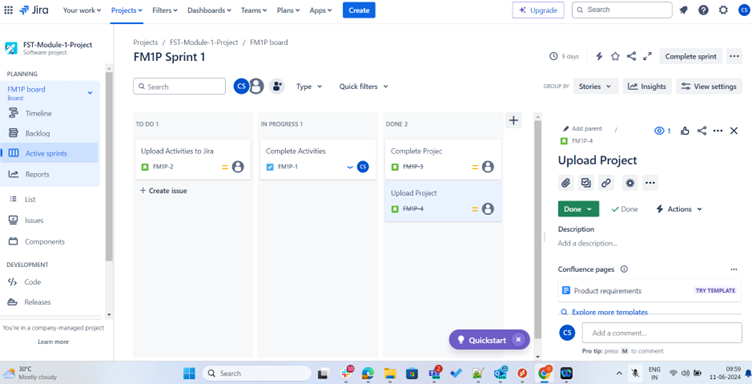 Jira
Your work
Projects
Filters
Dashboards
Teams
Plans
Apps
Create
Upgrade
Search
CS
FST-Module-1-Project
Software project
PLANNING
FM1P board
Board
Timeline
Backlog
Active sprints
Reports
List
Issues
Components
DEVELOPMENT
Code
Releases
You're in a company-managed project
Learn more
Projects / FST-Module-1-Project / FM1P board
FM1P Sprint 1
9 days
Complete sprint
Search
CS
Type
Quick filters
GROUP BY
Stories
Insights
View settings
TO DO 1
Upload Activities to Jira
FM1P-2
+ Create issue
IN PROGRESS 1
Complete Activities
FM1P-1
CS
DONE 2
Complete Projec
FM1P-3
Upload Project
FM1P-4
Add parent /
FM1P-4
1
Upload Project
Done
Done
Actions
Description
Add a description...
Confluence pages
Product requirements
TRY TEMPLATE
Explore more templates
CS
Add a comment...
Pro tip: press M to comment
Quickstart
30°C
Mostly cloudy
Search
ENG
IN
09:59
11-06-2024